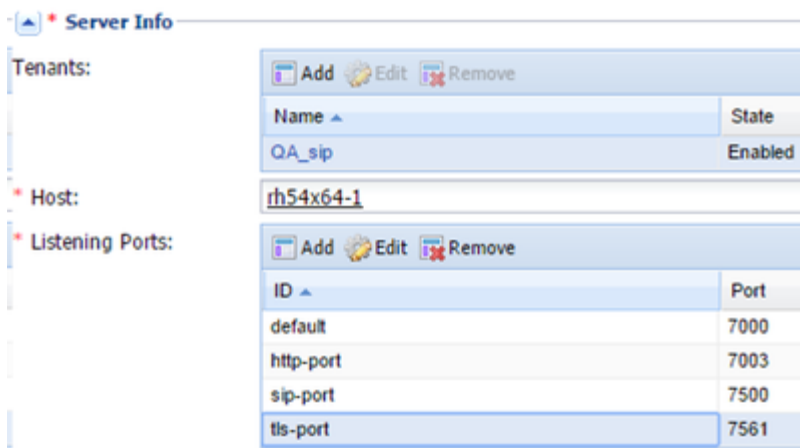 * Server Info
Tenants:
Add Edit Remove
Name State
QA_sip Enabled
* Host:
rh54x64-1
* Listening Ports:
Add Edit Remove
ID Port
default 7000
http-port 7003
sip-port 7500
tls-port 7561